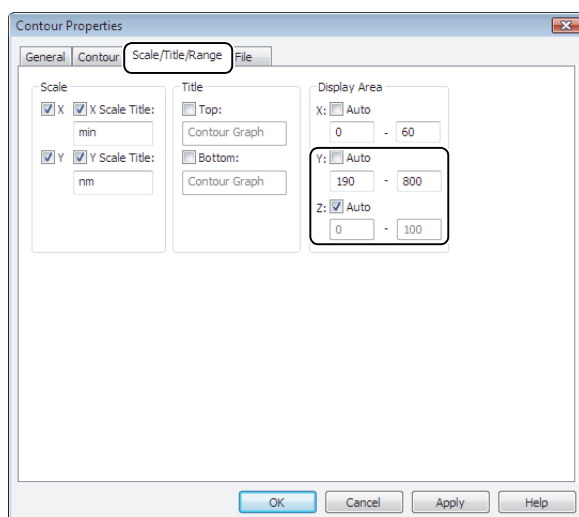 Contour Properties
General Contour Scale/Title/Range File
Scale
X X Scale Title:
min
Y Y Scale Title:
nm
Title
Top:
Contour Graph
Bottom:
Contour Graph
Display Area
X: Auto
0 - 60
Y: Auto
190 - 800
Z: Auto
0 - 100
OK Cancel Apply Help